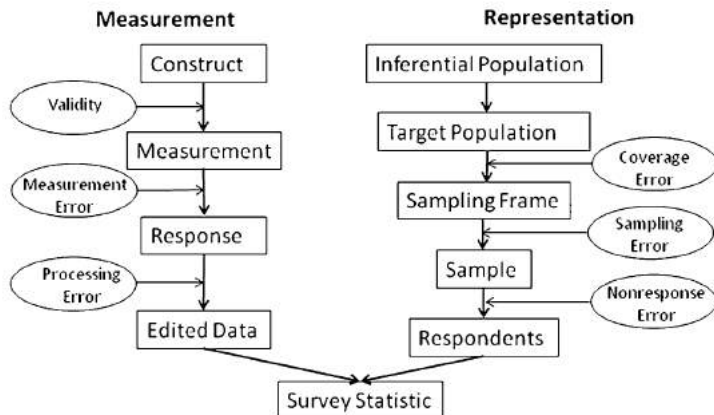 Measurement
Representation
Construct
Inferential Population
Validity
Target Population
Measurement
Coverage
Error
Measurement
Error
Sampling Frame
Response
Sampling
Error
Processing
Error
Sample
Nonresponse
Error
Edited Data
Respondents
Survey Statistic